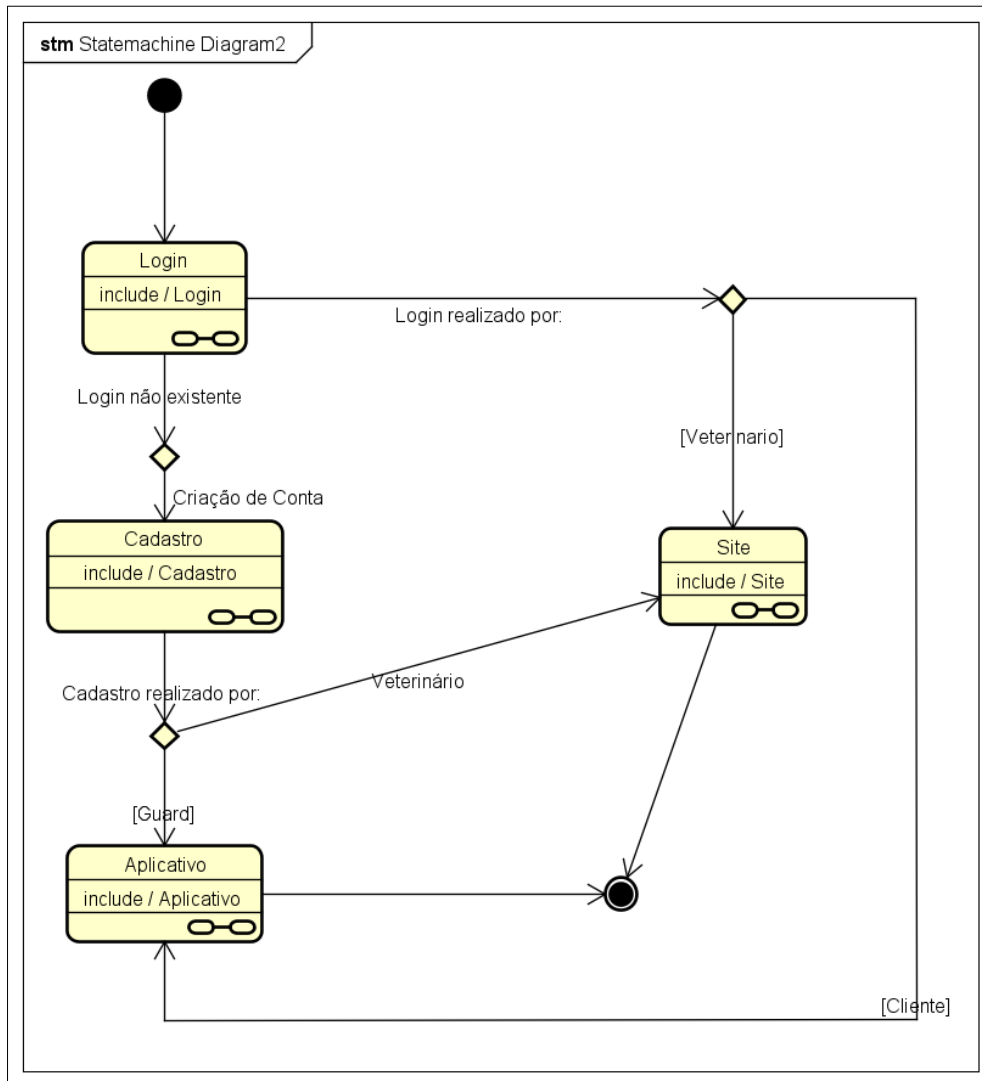 stm Statemachine Diagram2
Login
include / Login
Login realizado por:
Login não existente
[Veterinario]
Criação de Conta
Cadastro
include / Cadastro
Site
include / Site
Veterinário
Cadastro realizado por:
[Guard]
Aplicativo
include / Aplicativo
[Cliente]